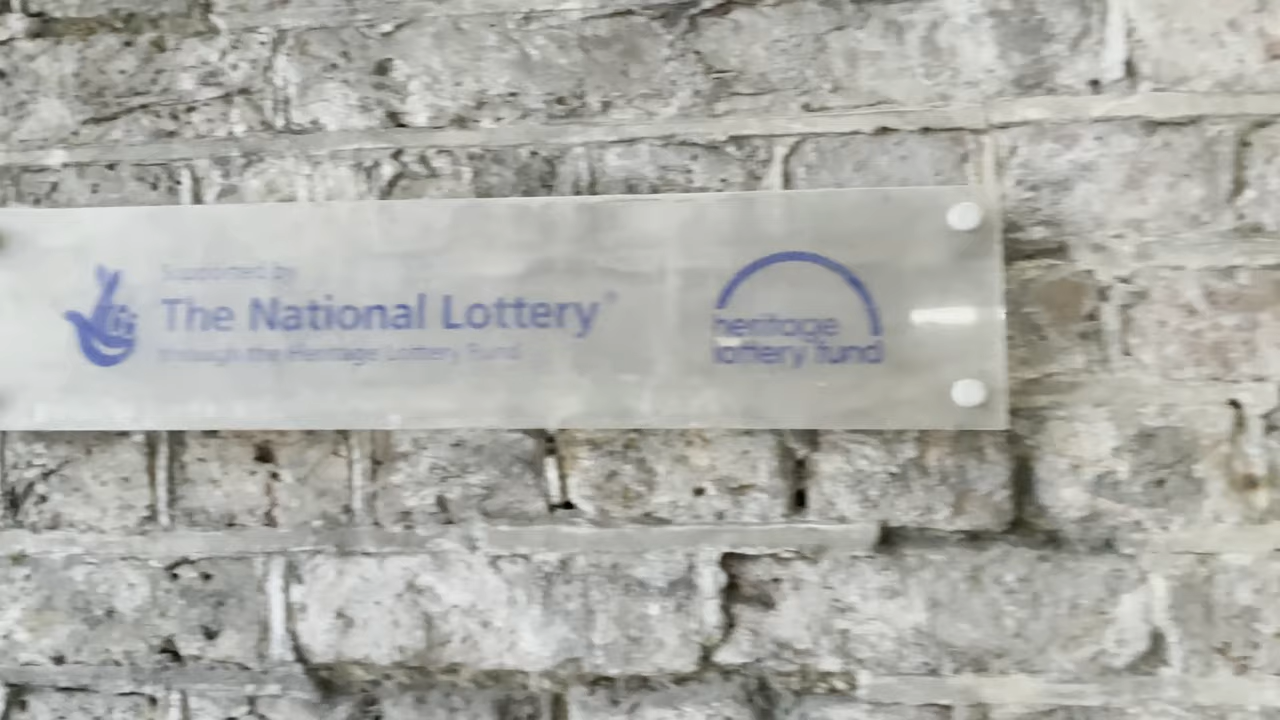 Supported by
The National Lottery®
through the Heritage Lottery Fund
heritage
lottery fund